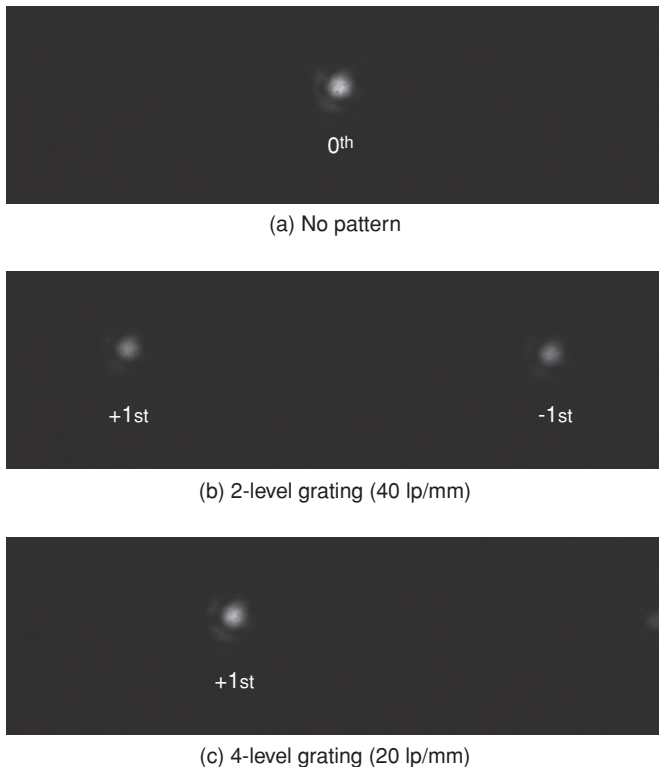 0th
(a) No pattern
+1st
-1st
(b) 2-level grating (40 lp/mm)
+1st
(c) 4-level grating (20 lp/mm)